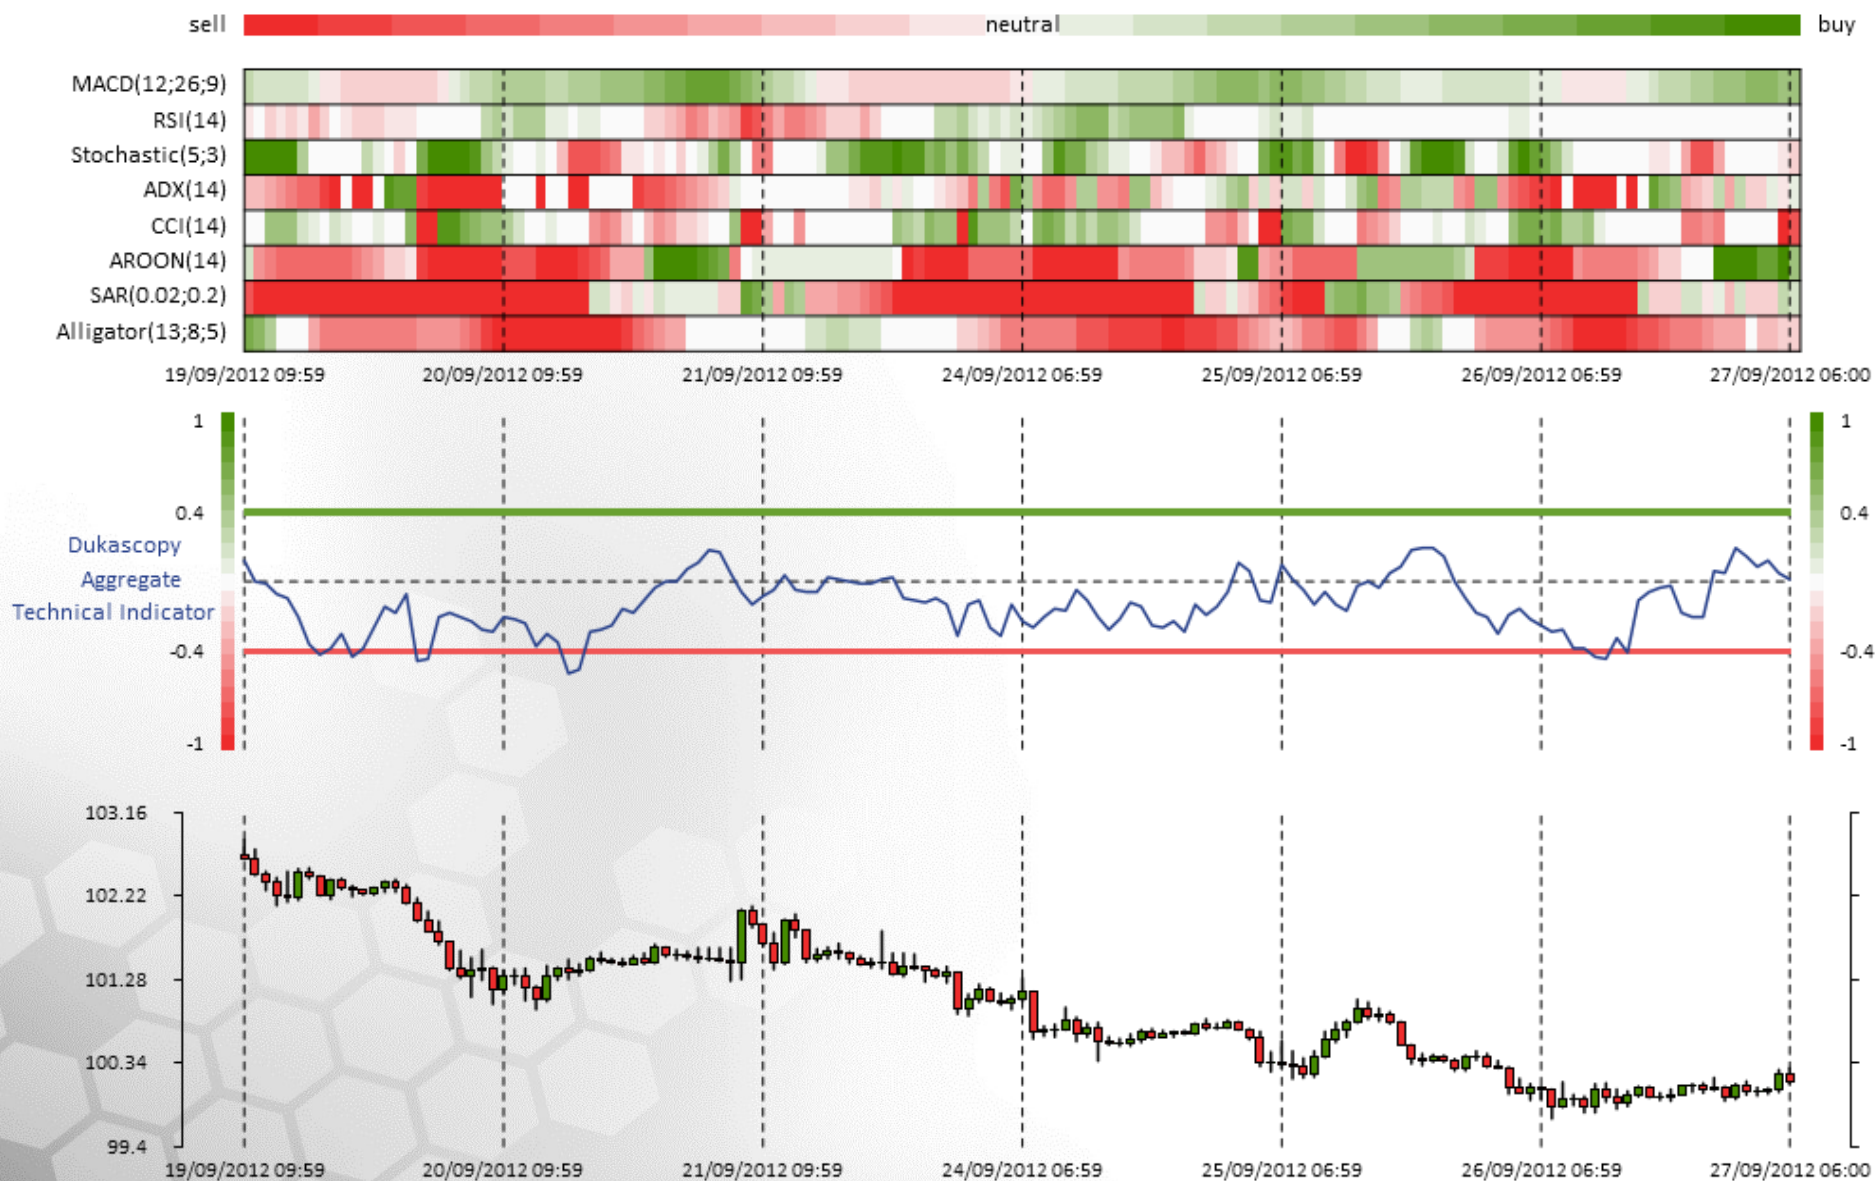 sell neutral buy
MACD(12;26;9)
RSI(14)
Stochastic(5;3)
ADX(14)
CCI(14)
AROON(14)
SAR(0.02;0.2)
Alligator(13;8;5)
19/09/2012 09:59 20/09/2012 09:59 21/09/2012 09:59 24/09/2012 06:59 25/09/2012 06:59 26/09/2012 06:59 27/09/2012 06:00
1 1
0.4 0.4
Dukascopy
Aggregate
Technical Indicator
-0.4 -0.4
-1 -1
103.16
102.22
101.28
100.34
99.4
19/09/2012 09:59 20/09/2012 09:59 21/09/2012 09:59 24/09/2012 06:59 25/09/2012 06:59 26/09/2012 06:59 27/09/2012 06:00